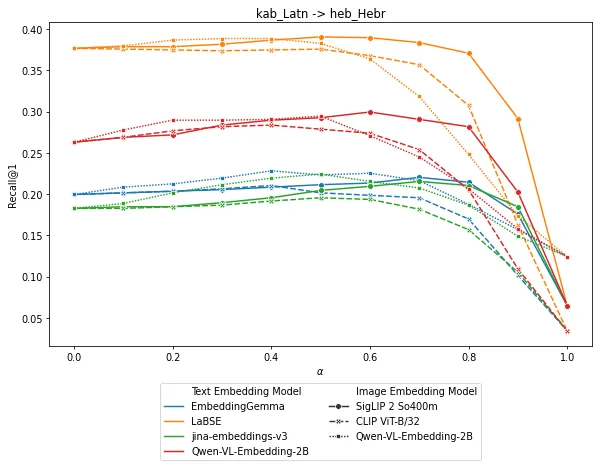 kab_Latn -> heb_Hebr
0.40
0.35
0.30
0.25
0.20
0.15
0.10
0.05
Recall@1
0.0 0.2 0.4 0.6 0.8 1.0
α
Text Embedding Model Image Embedding Model
EmbeddingGemma SigLIP 2 So400m
LaBSE CLIP ViT-B/32
jina-embeddings-v3 Qwen-VL-Embedding-2B
Qwen-VL-Embedding-2B